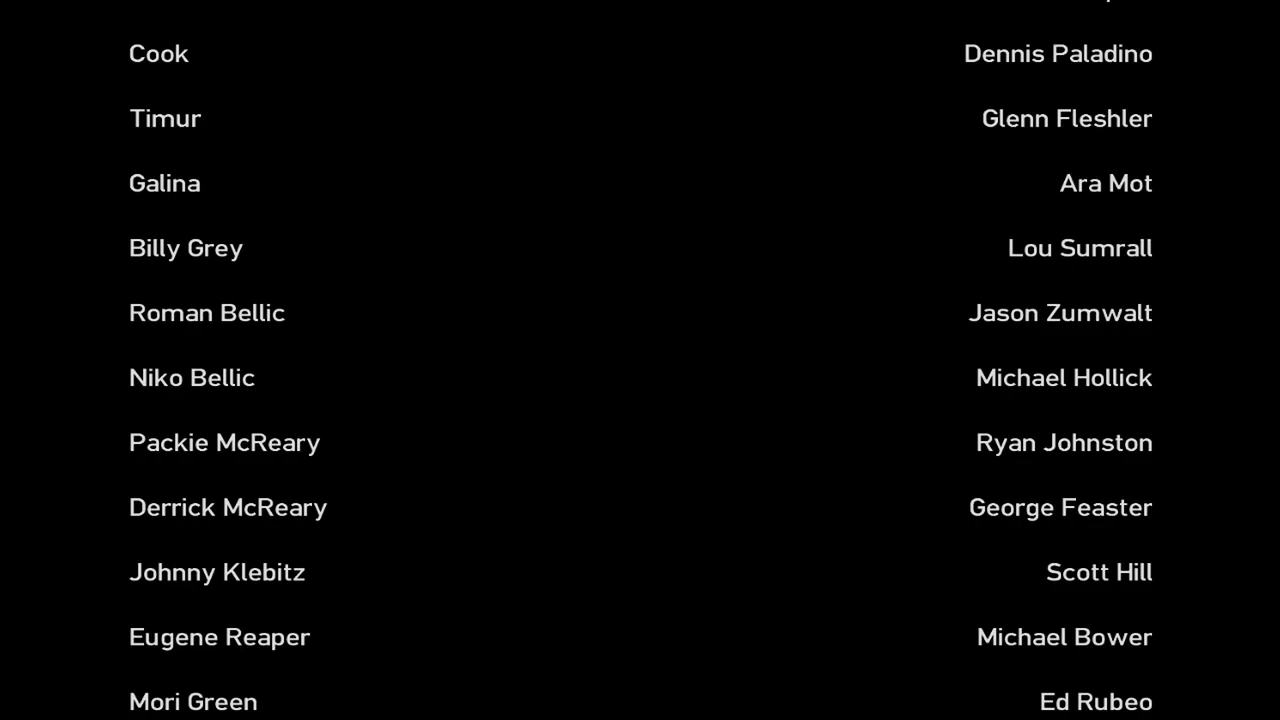 Cook Dennis Paladino
Timur Glenn Fleshler
Galina Ara Mot
Billy Grey Lou Sumrall
Roman Bellic Jason Zumwalt
Niko Bellic Michael Hollick
Packie McReary Ryan Johnston
Derrick McReary George Feaster
Johnny Klebitz Scott Hill
Eugene Reaper Michael Bower
Mori Green Ed Rubeo